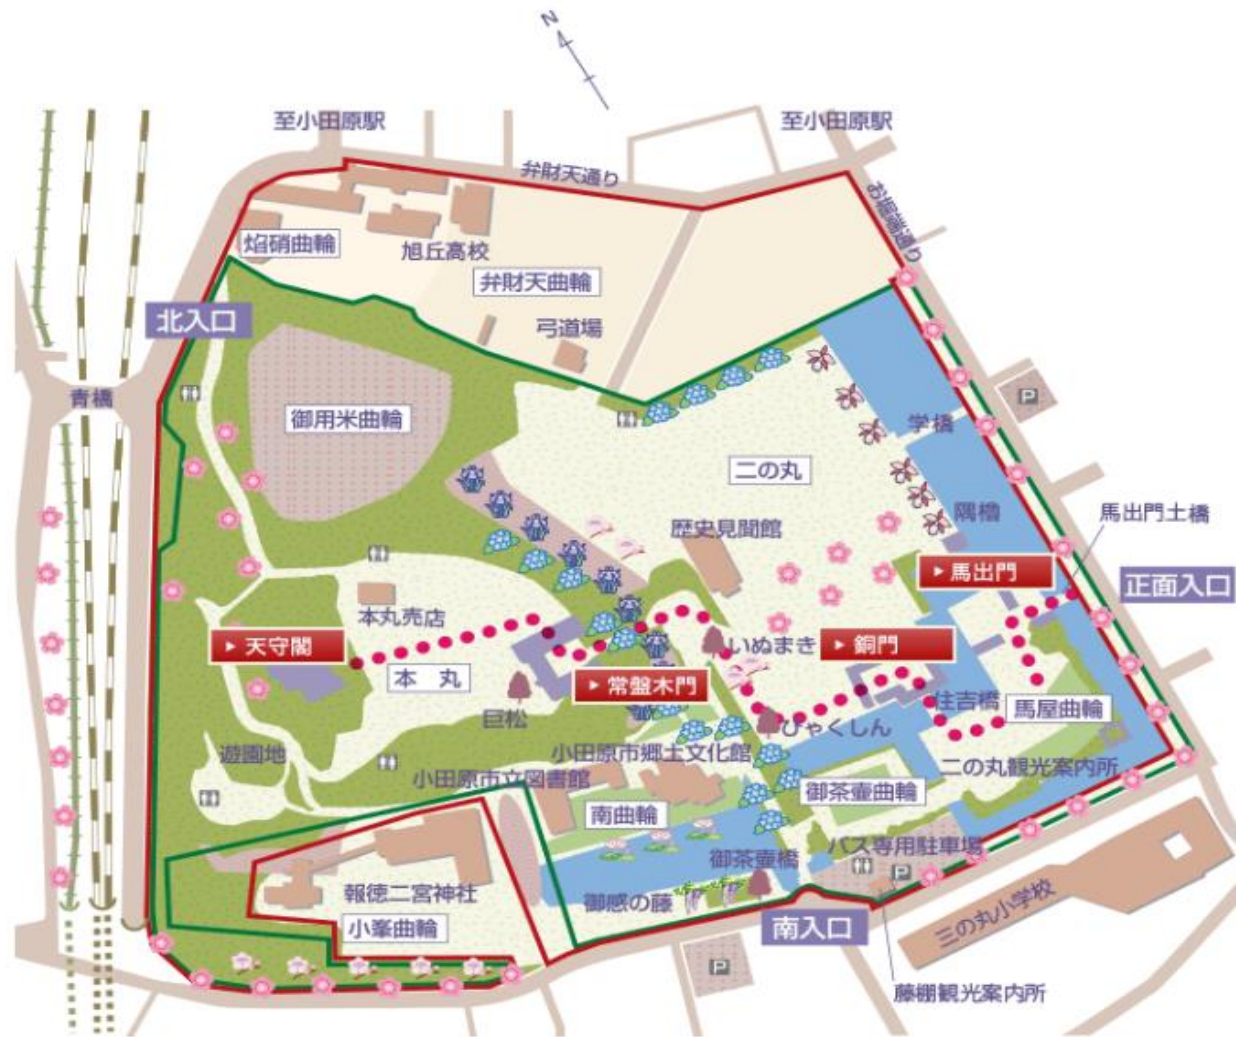 N
至小田原駅
至小田原駅
弁財天通り
お堀端通り
焔硝曲輪
旭丘高校
弁財天曲輪
北入口
弓道場
青橋
P
御用米曲輪
学橋
二の丸
隅櫓
馬出門土橋
歴史見聞館
馬出門
正面入口
本丸売店
天守閣
いぬまき
銅門
本 丸
常盤木門
住吉橋
馬屋曲輪
巨松
びゃくしん
遊園地
小田原市郷土文化館
二の丸観光案内所
小田原市立図書館
御茶壷曲輪
南曲輪
バス専用駐車場
御茶壷橋
P
報徳二宮神社
御感の藤
小峯曲輪
南入口
三の丸小学校
P
藤棚観光案内所